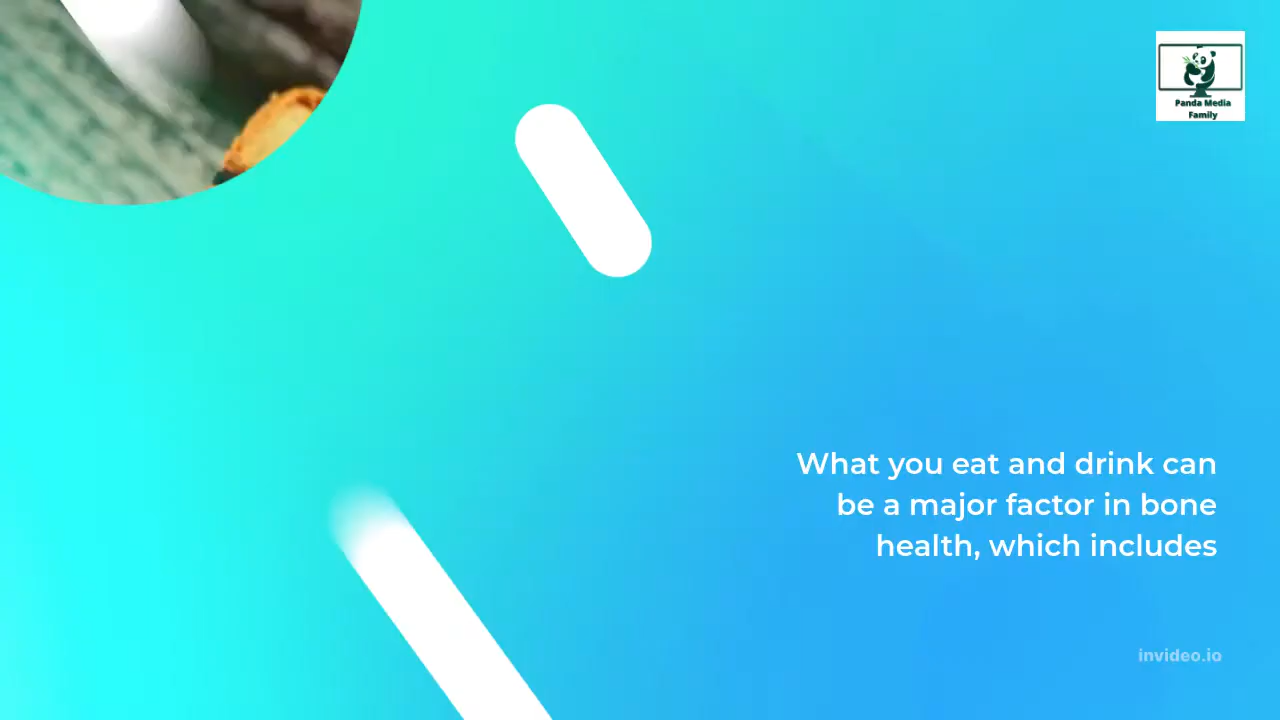 Panda Media
Family
What you eat and drink can
be a major factor in bone
health, which includes
invideo.io